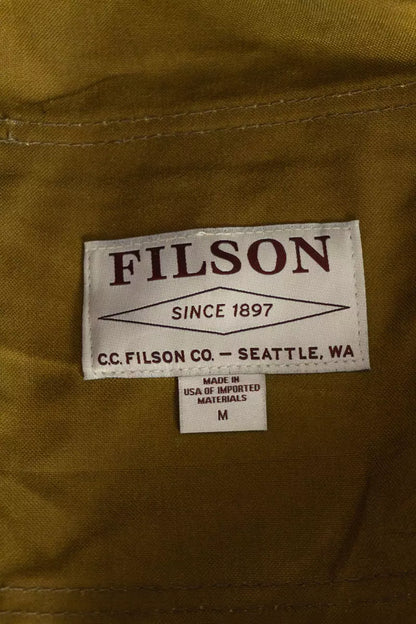 FILSON
SINCE 1897
C.C. FILSON CO. — SEATTLE, WA
MADE IN
USA OF IMPORTED
MATERIALS
M